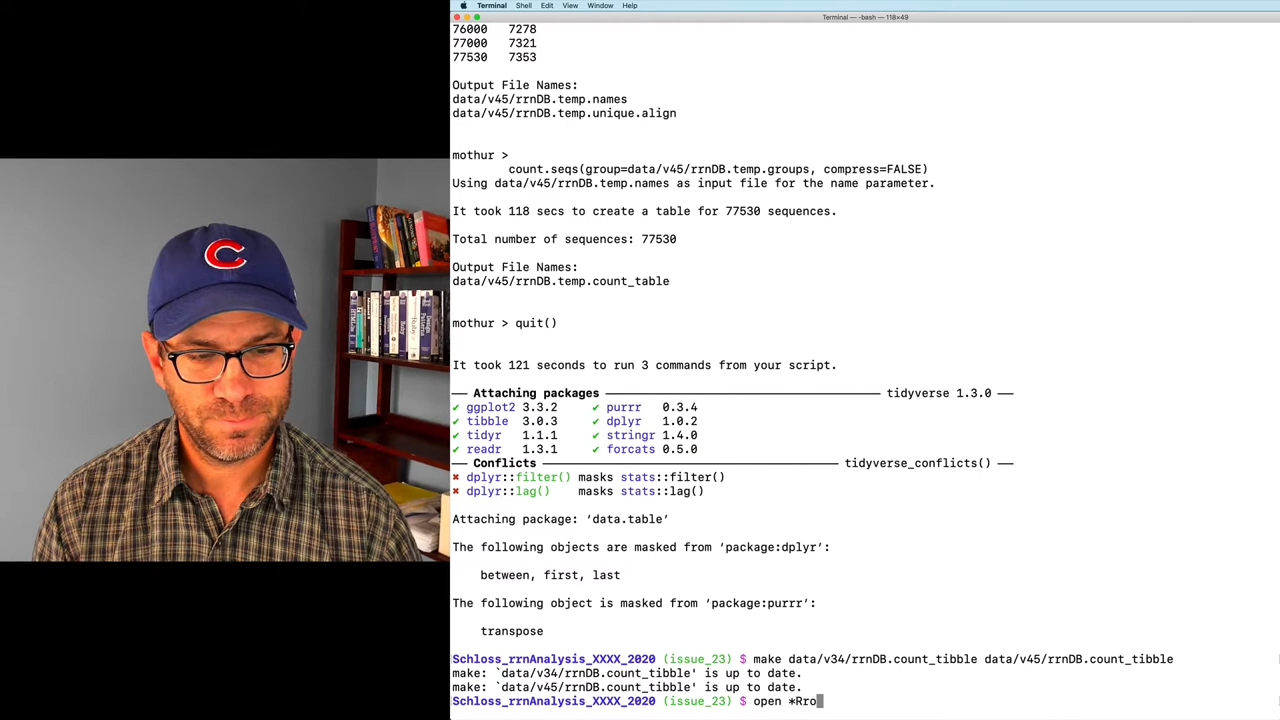 Terminal Shell Edit View Window Help
Terminal — -bash — 118×49
76000 7278
77000 7321
77530 7353
Output File Names:
data/v45/rrnDB.temp.names
data/v45/rrnDB.temp.unique.align
mothur >
count.seqs(group=data/v45/rrnDB.temp.groups, compress=FALSE)
Using data/v45/rrnDB.temp.names as input file for the name parameter.
It took 118 secs to create a table for 77530 sequences.
Total number of sequences: 77530
Output File Names:
data/v45/rrnDB.temp.count_table
mothur > quit()
It took 121 seconds to run 3 commands from your script.
— Attaching packages — tidyverse 1.3.0 —
✔ ggplot2 3.3.2 ✔ purrr 0.3.4
✔ tibble 3.0.3 ✔ dplyr 1.0.2
✔ tidyr 1.1.1 ✔ stringr 1.4.0
✔ readr 1.3.1 ✔ forcats 0.5.0
— Conflicts — tidyverse_conflicts() —
✖ dplyr::filter() masks stats::filter()
✖ dplyr::lag() masks stats::lag()
Attaching package: ‘data.table’
The following objects are masked from ‘package:dplyr’:
between, first, last
The following object is masked from ‘package:purrr’:
transpose
Schloss_rrnAnalysis_XXXX_2020 (issue_23) $ make data/v34/rrnDB.count_tibble data/v45/rrnDB.count_tibble
make: `data/v34/rrnDB.count_tibble' is up to date.
make: `data/v45/rrnDB.count_tibble' is up to date.
Schloss_rrnAnalysis_XXXX_2020 (issue_23) $ open *Rro
C